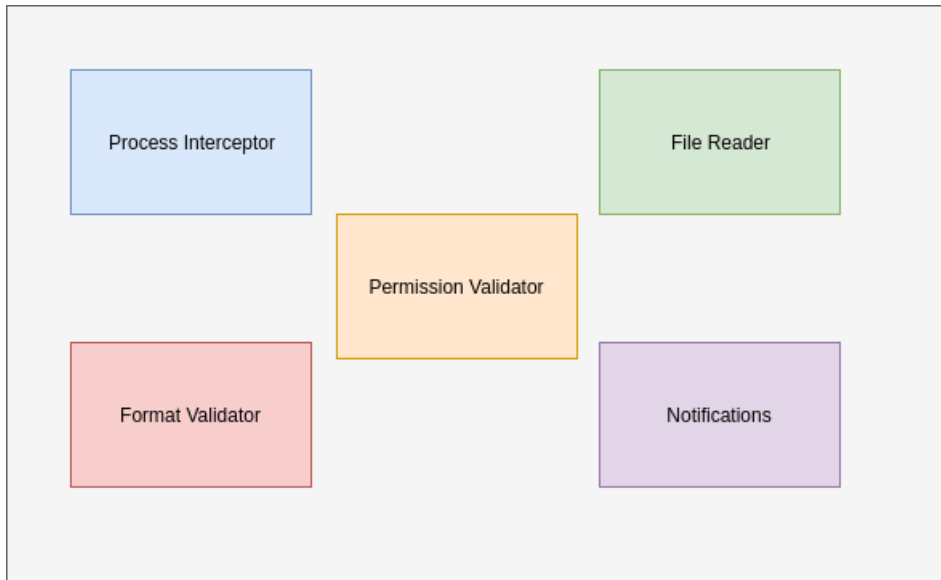 Process Interceptor
File Reader
Permission Validator
Format Validator
Notifications